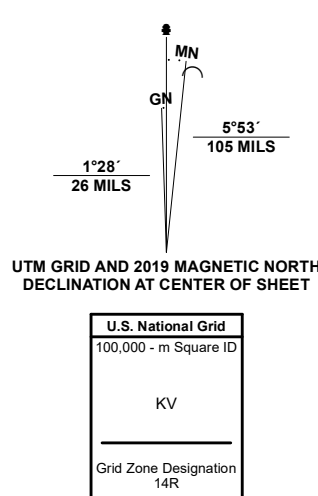 MN
GN
5°53´
105 MILS
1°28´
26 MILS
UTM GRID AND 2019 MAGNETIC NORTH
DECLINATION AT CENTER OF SHEET
U.S. National Grid
100,000 - m Square ID
KV
Grid Zone Designation
14R